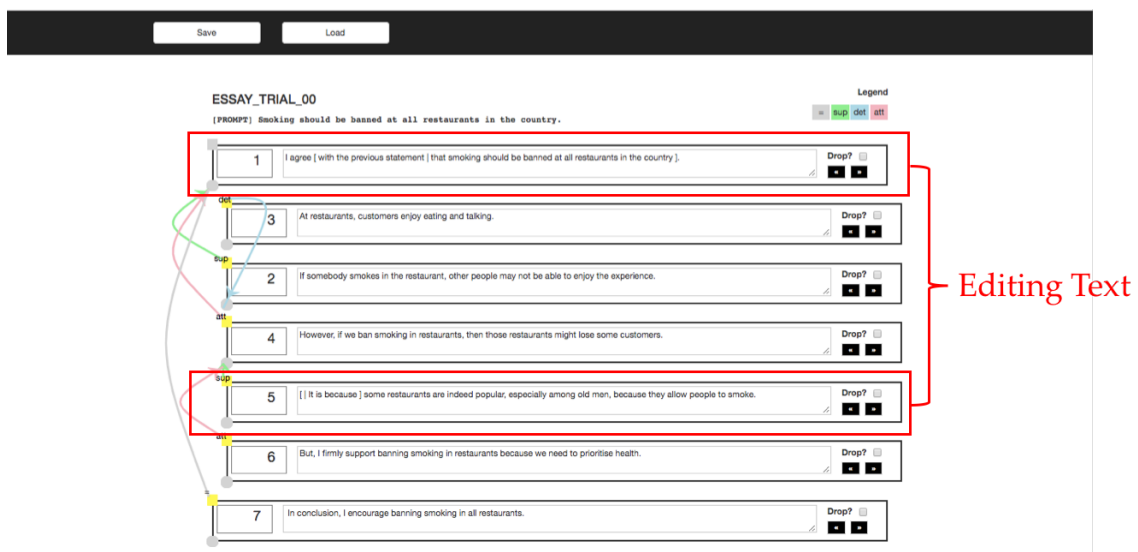 Save Load
ESSAY_TRIAL_00
[PROMPT] Smoking should be banned at all restaurants in the country.
Legend
= sup det att
1 I agree [ with the previous statement | that smoking should be banned at all restaurants in the country ]. Drop?
« »
det
3 At restaurants, customers enjoy eating and talking. Drop?
« »
sup
2 If somebody smokes in the restaurant, other people may not be able to enjoy the experience. Drop?
« »
att
4 However, if we ban smoking in restaurants, then those restaurants might lose some customers. Drop?
« »
sup
5 [ | It is because ] some restaurants are indeed popular, especially among old men, because they allow people to smoke. Drop?
« »
att
6 But, I firmly support banning smoking in restaurants because we need to prioritise health. Drop?
« »
=
7 In conclusion, I encourage banning smoking in all restaurants. Drop?
« »
Editing Text